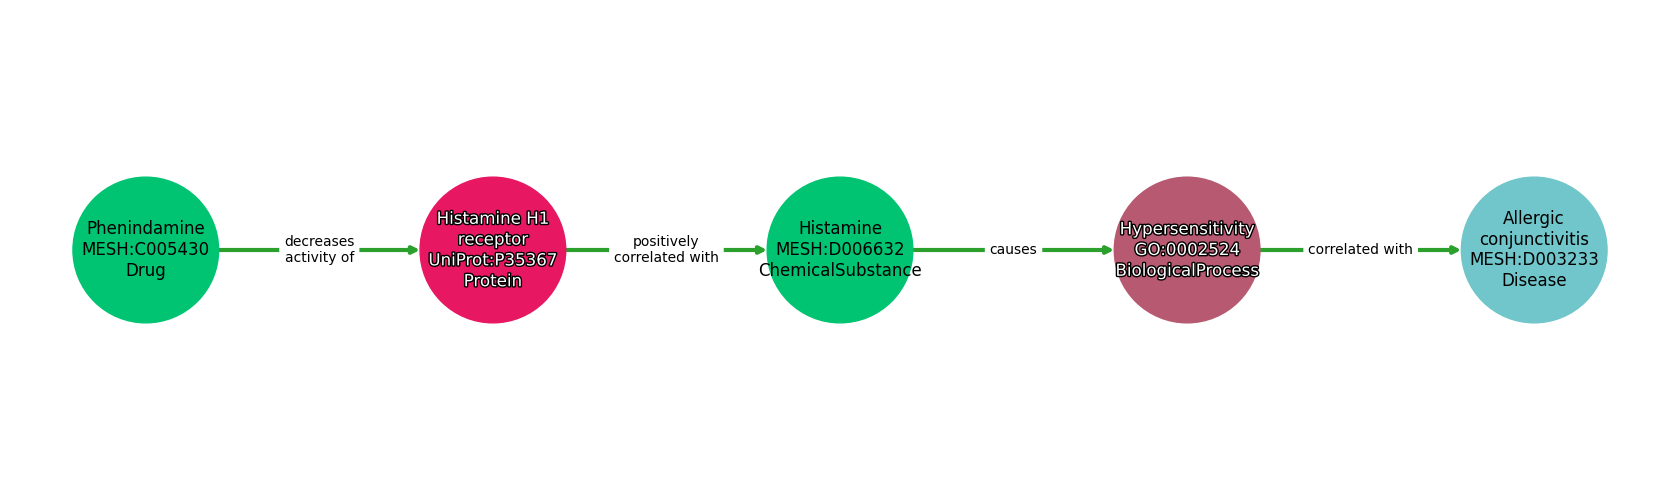 Phenindamine
MESH:C005430
Drug
decreases
activity of
Histamine H1
receptor
UniProt:P35367
Protein
positively
correlated with
Histamine
MESH:D006632
ChemicalSubstance
causes
Hypersensitivity
GO:0002524
BiologicalProcess
correlated with
Allergic
conjunctivitis
MESH:D003233
Disease